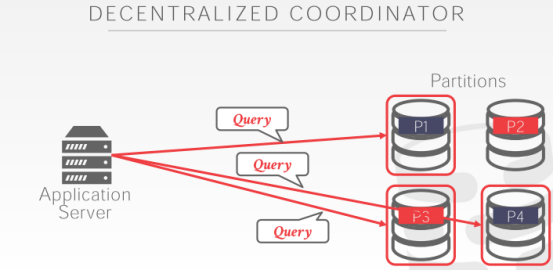 DECENTRALIZED COORDINATOR
Partitions
Query
P1
P2
Query
Application
Server
Query
P3
P4